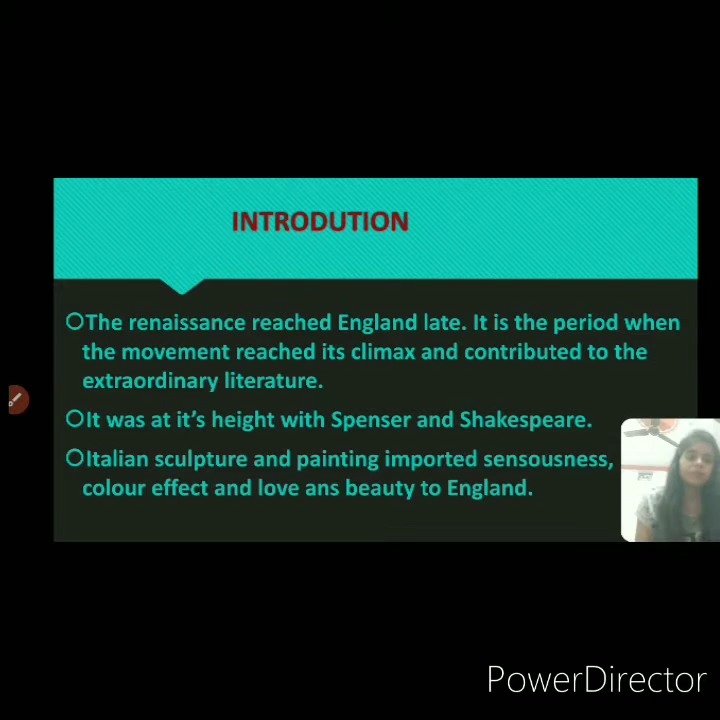 INTRODUTION
The renaissance reached England late. It is the period when
the movement reached its climax and contributed to the
extraordinary literature.
It was at it's height with Spenser and Shakespeare.
Italian sculpture and painting imported sensousness,
colour effect and love ans beauty to England.
PowerDirector